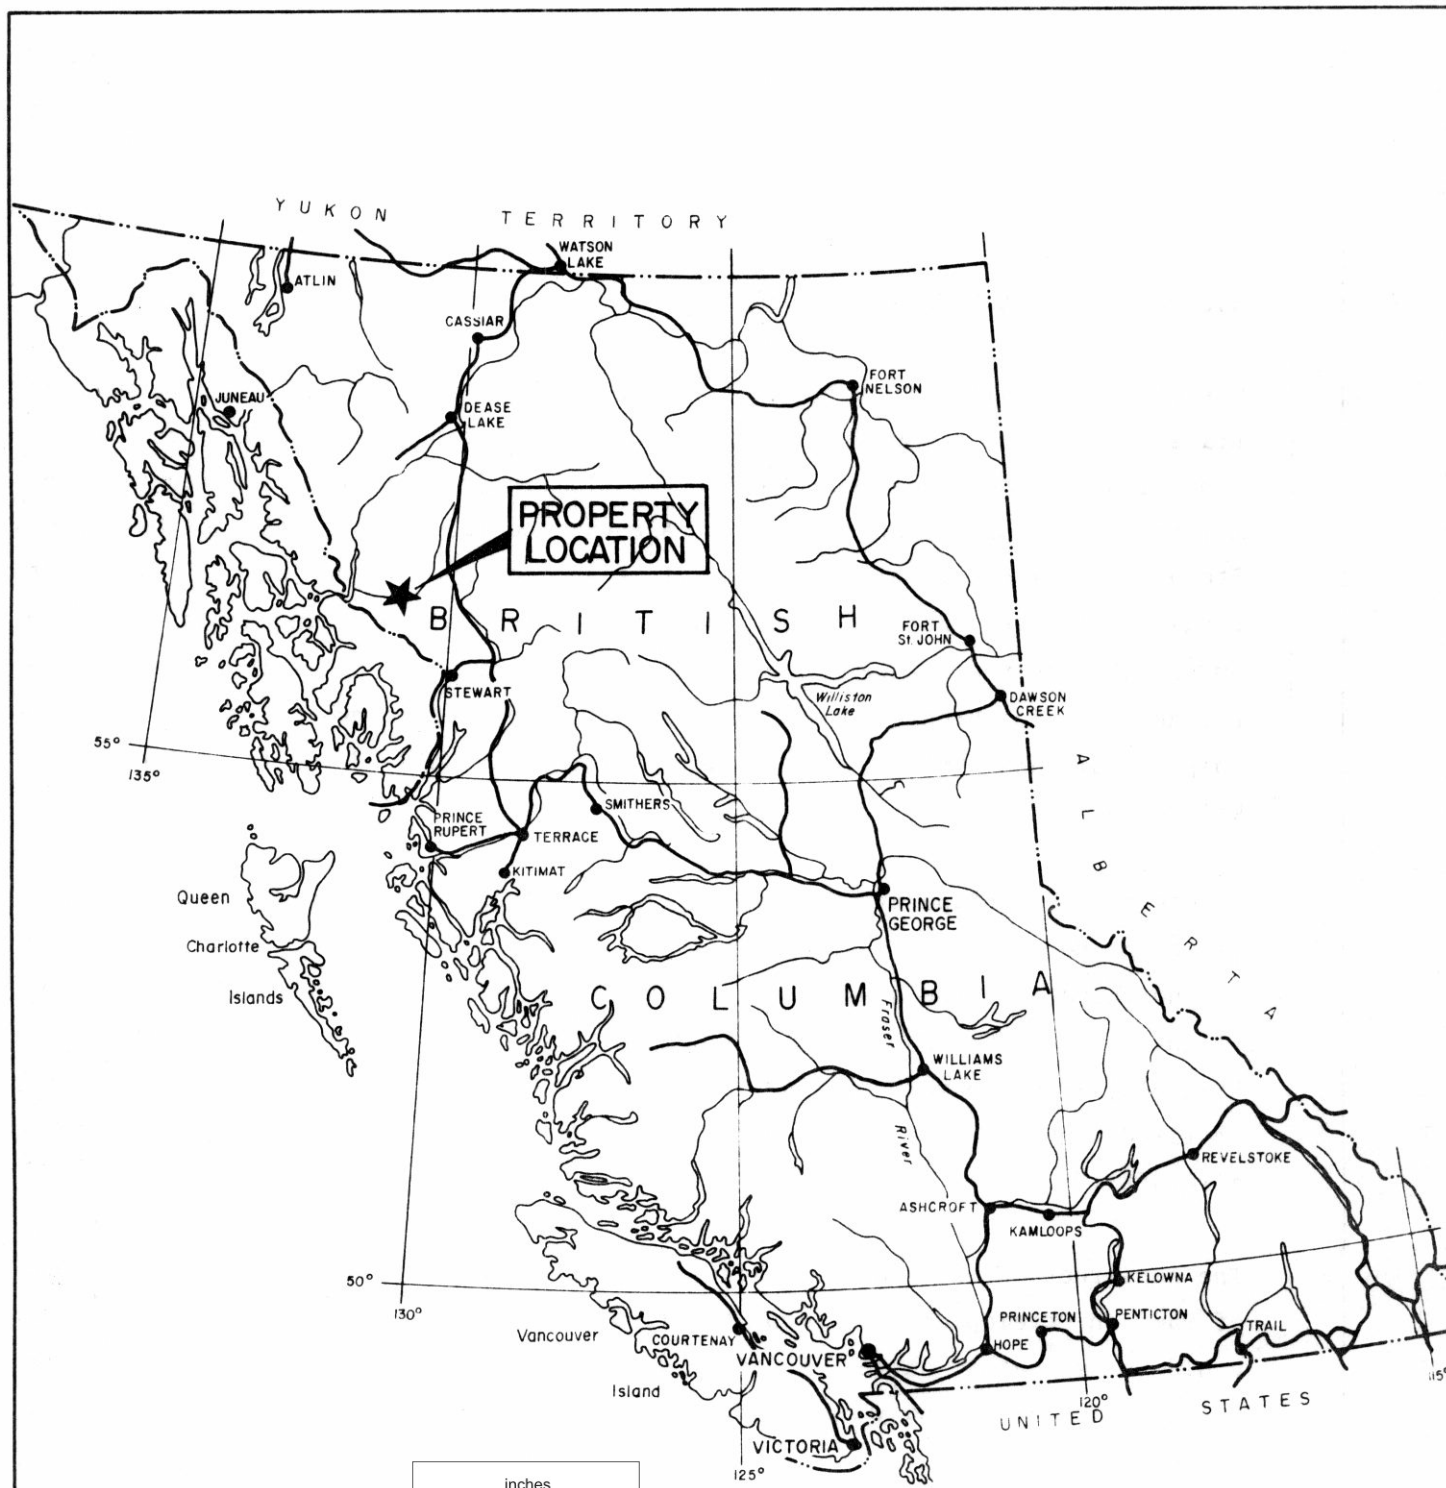 YUKON TERRITORY
WATSON
LAKE
ATLIN
CASSIAR
FORT
NELSON
JUNEAU
DEASE
LAKE
PROPERTY
LOCATION
BRITISH
FORT
St. JOHN
STEWART
Williston
Lake
DAWSON
CREEK
55°
135°
ALBERTA
SMITHERS
PRINCE
RUPERT
TERRACE
KITIMAT
Queen
Charlotte
Islands
PRINCE
GEORGE
COLUMBIA
Fraser
River
WILLIAMS
LAKE
REVELSTOKE
ASHCROFT
KAMLOOPS
50°
130°
KELOWNA
PRINCETON
PENTICTON
Vancouver
Island
COURTENAY
VANCOUVER
HOPE
TRAIL
120°
115°
UNITED STATES
VICTORIA
125°
inches